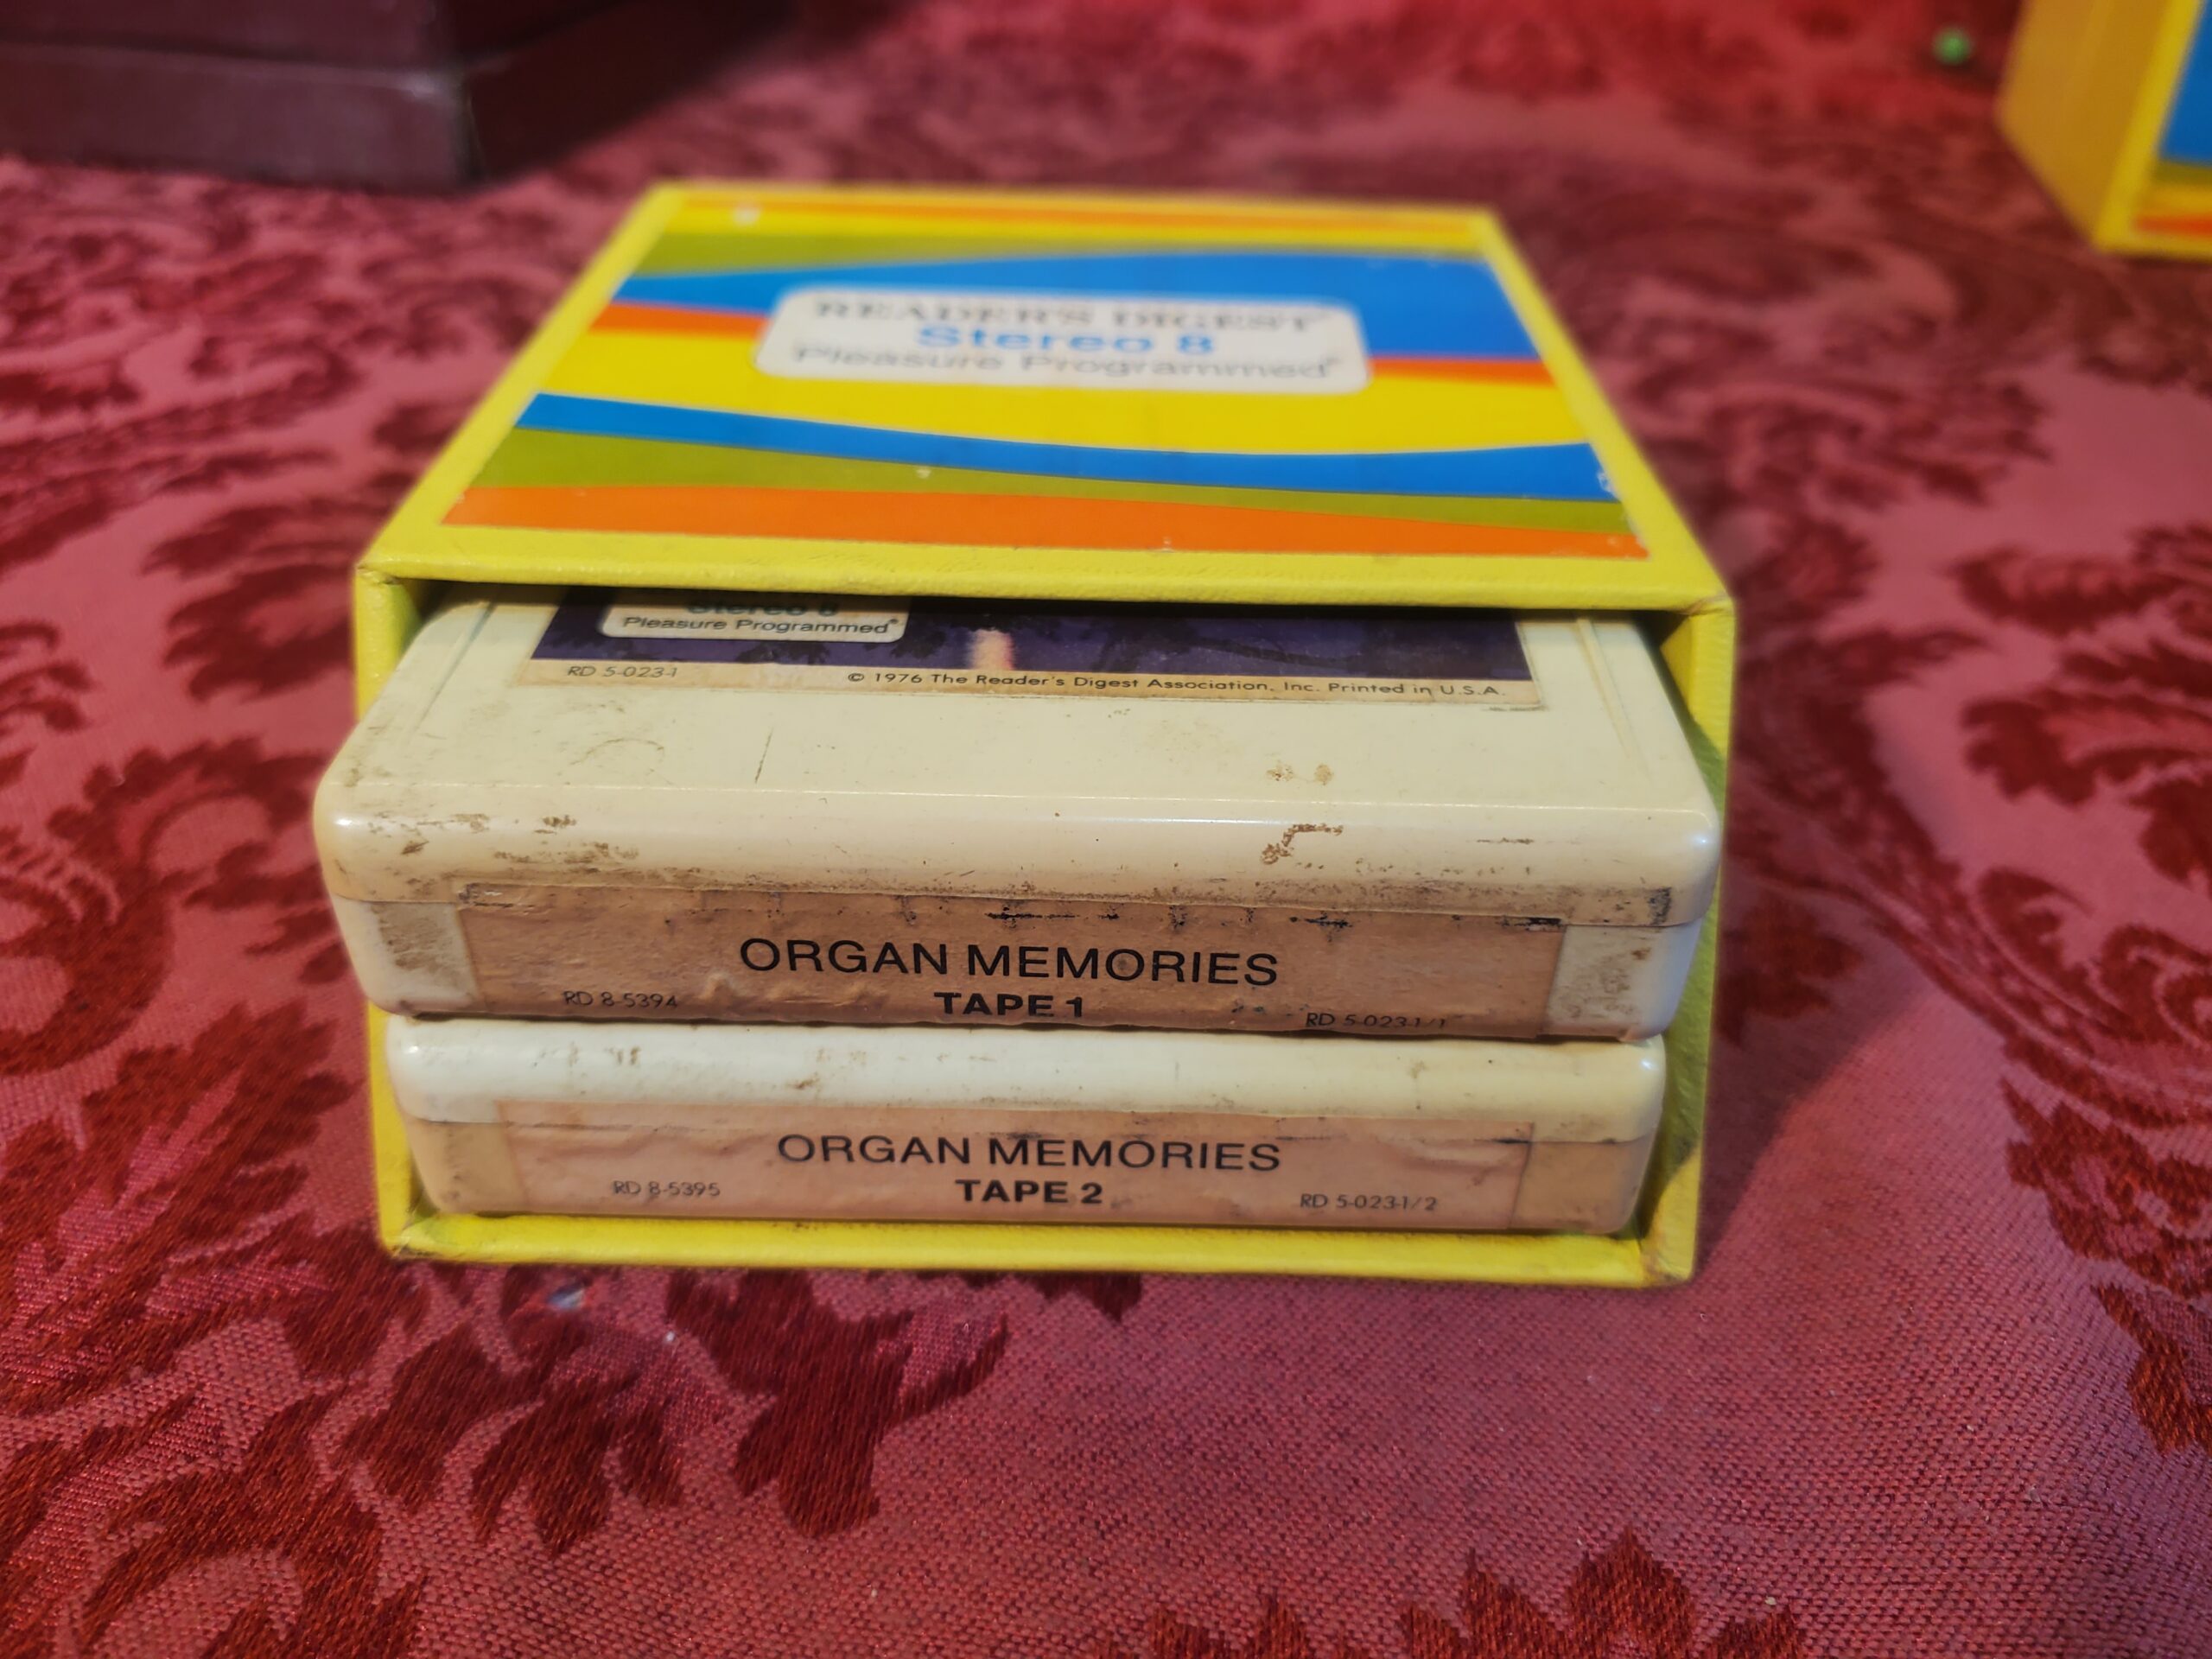 READER'S DIGEST®
Stereo 8
Pleasure Programmed®
Stereo 8
Pleasure Programmed®
RD 5-023-1
© 1976 The Reader's Digest Association, Inc. Printed in U.S.A.
ORGAN MEMORIES
TAPE 1
RD 8-5394
RD 5-023-1/1
ORGAN MEMORIES
TAPE 2
RD 8-5395
RD 5-023-1/2